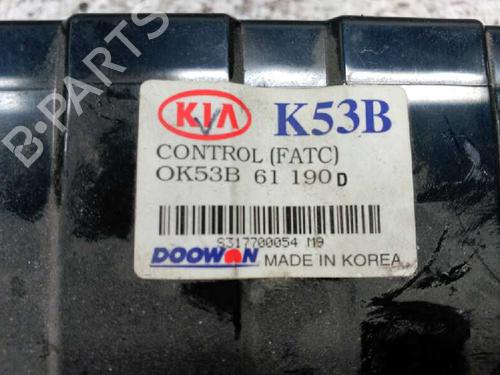 B-PARTS
KIA K53B
CONTROL (FATC)
OK53B 61 190 D
S317700054 M9
DOOWON MADE IN KOREA